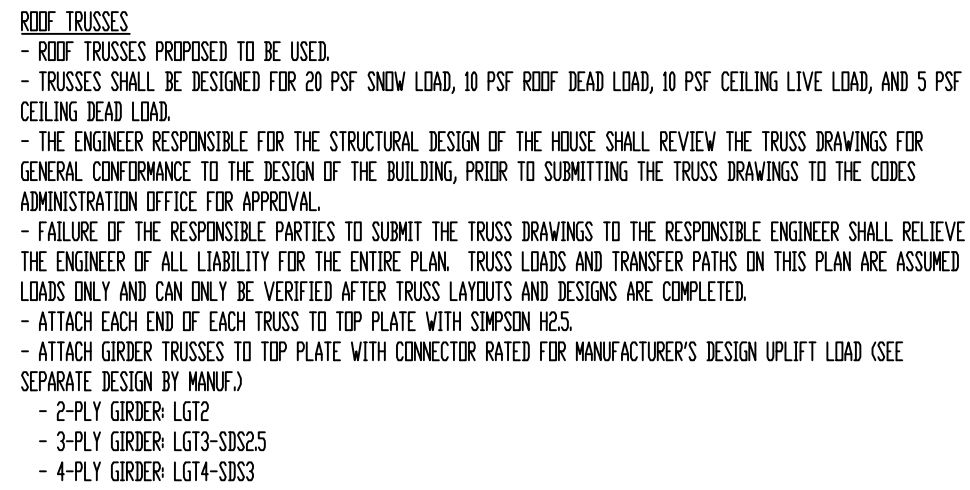 ROOF TRUSSES
- ROOF TRUSSES PROPOSED TO BE USED.
- TRUSSES SHALL BE DESIGNED FOR 20 PSF SNOW LOAD, 10 PSF ROOF DEAD LOAD, 10 PSF CEILING LIVE LOAD, AND 5 PSF
CEILING DEAD LOAD.
- THE ENGINEER RESPONSIBLE FOR THE STRUCTURAL DESIGN OF THE HOUSE SHALL REVIEW THE TRUSS DRAWINGS FOR
GENERAL CONFORMANCE TO THE DESIGN OF THE BUILDING, PRIOR TO SUBMITTING THE TRUSS DRAWINGS TO THE CODES
ADMINISTRATION OFFICE FOR APPROVAL.
- FAILURE OF THE RESPONSIBLE PARTIES TO SUBMIT THE TRUSS DRAWINGS TO THE RESPONSIBLE ENGINEER SHALL RELIEVE
THE ENGINEER OF ALL LIABILITY FOR THE ENTIRE PLAN. TRUSS LOADS AND TRANSFER PATHS ON THIS PLAN ARE ASSUMED
LOADS ONLY AND CAN ONLY BE VERIFIED AFTER TRUSS LAYOUTS AND DESIGNS ARE COMPLETED.
- ATTACH EACH END OF EACH TRUSS TO TOP PLATE WITH SIMPSON H2.5.
- ATTACH GIRDER TRUSSES TO TOP PLATE WITH CONNECTOR RATED FOR MANUFACTURER'S DESIGN UPLIFT LOAD (SEE
SEPARATE DESIGN BY MANUF.)
- 2-PLY GIRDER: LGT2
- 3-PLY GIRDER: LGT3-SDS2.5
- 4-PLY GIRDER: LGT4-SDS3